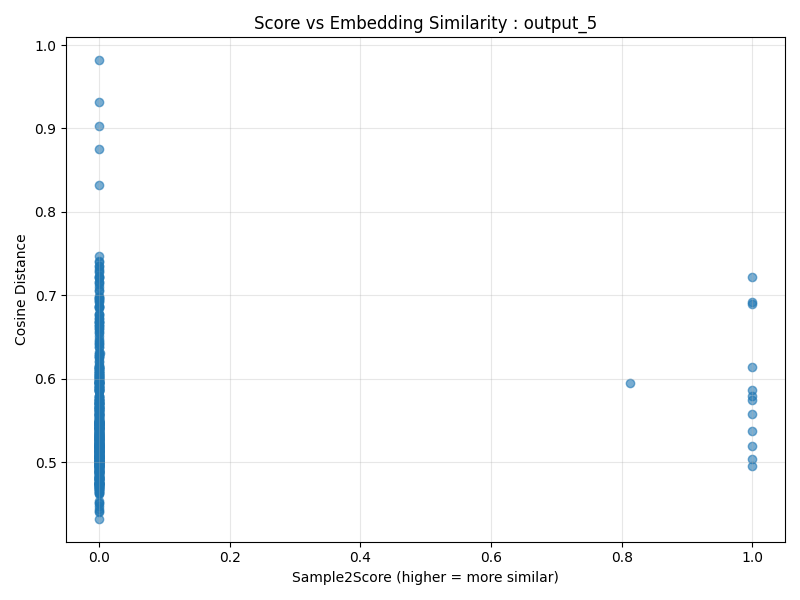 Score vs Embedding Similarity : output_5
1.0
0.9
0.8
0.7
0.6
0.5
Cosine Distance
0.0 0.2 0.4 0.6 0.8 1.0
Sample2Score (higher = more similar)